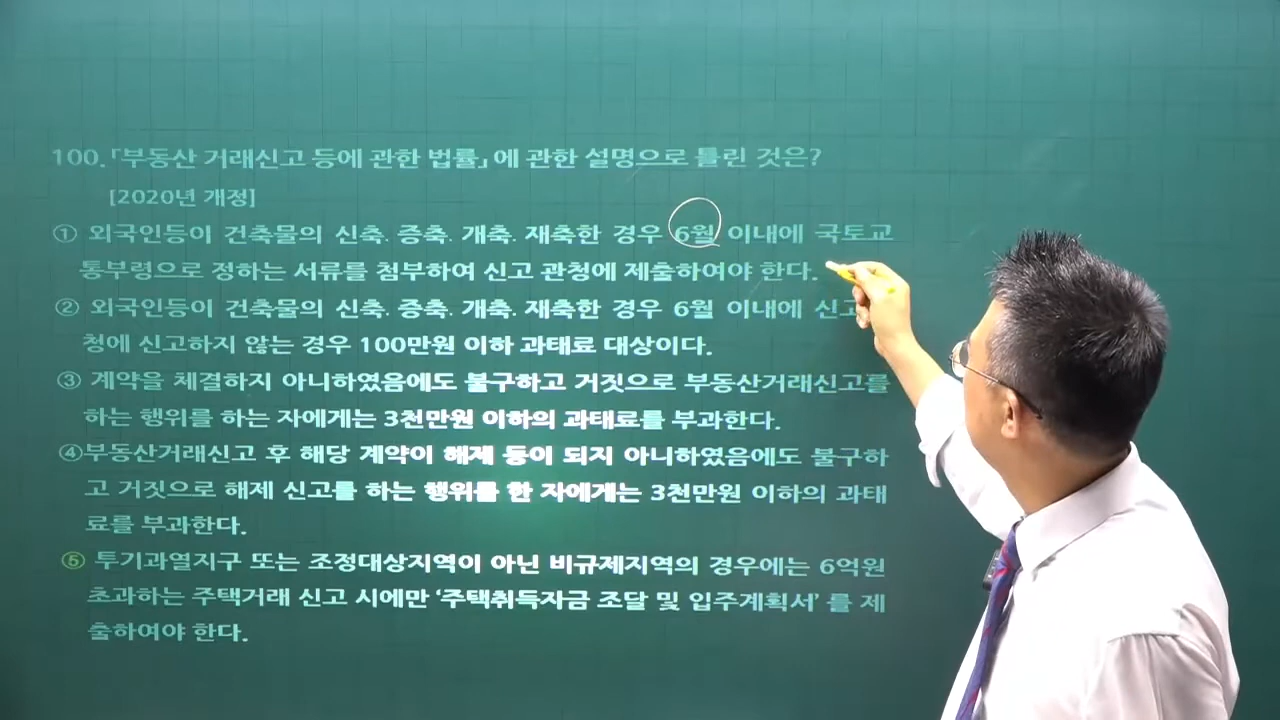 100.「부동산 거래신고 등에 관한 법률」에 관한 설명으로 틀린 것은?
[2020년 개정]
① 외국인등이 건축물의 신축. 증축. 개축. 재축한 경우 6월 이내에 국토교
통부령으로 정하는 서류를 첨부하여 신고 관청에 제출하여야 한다.
② 외국인등이 건축물의 신축. 증축. 개축. 재축한 경우 6월 이내에 신고
청에 신고하지 않는 경우 100만원 이하 과태료 대상이다.
③ 계약을 체결하지 아니하였음에도 불구하고 거짓으로 부동산거래신고를
하는 행위를 하는 자에게는 3천만원 이하의 과태료를 부과한다.
④부동산거래신고 후 해당 계약이 해제 등이 되지 아니하였음에도 불구하
고 거짓으로 해제 신고를 하는 행위를 한 자에게는 3천만원 이하의 과태
료를 부과한다.
⑤ 투기과열지구 또는 조정대상지역이 아닌 비규제지역의 경우에는 6억원
초과하는 주택거래 신고 시에만 ‘주택취득자금 조달 및 입주계획서’ 를 제
출하여야 한다.